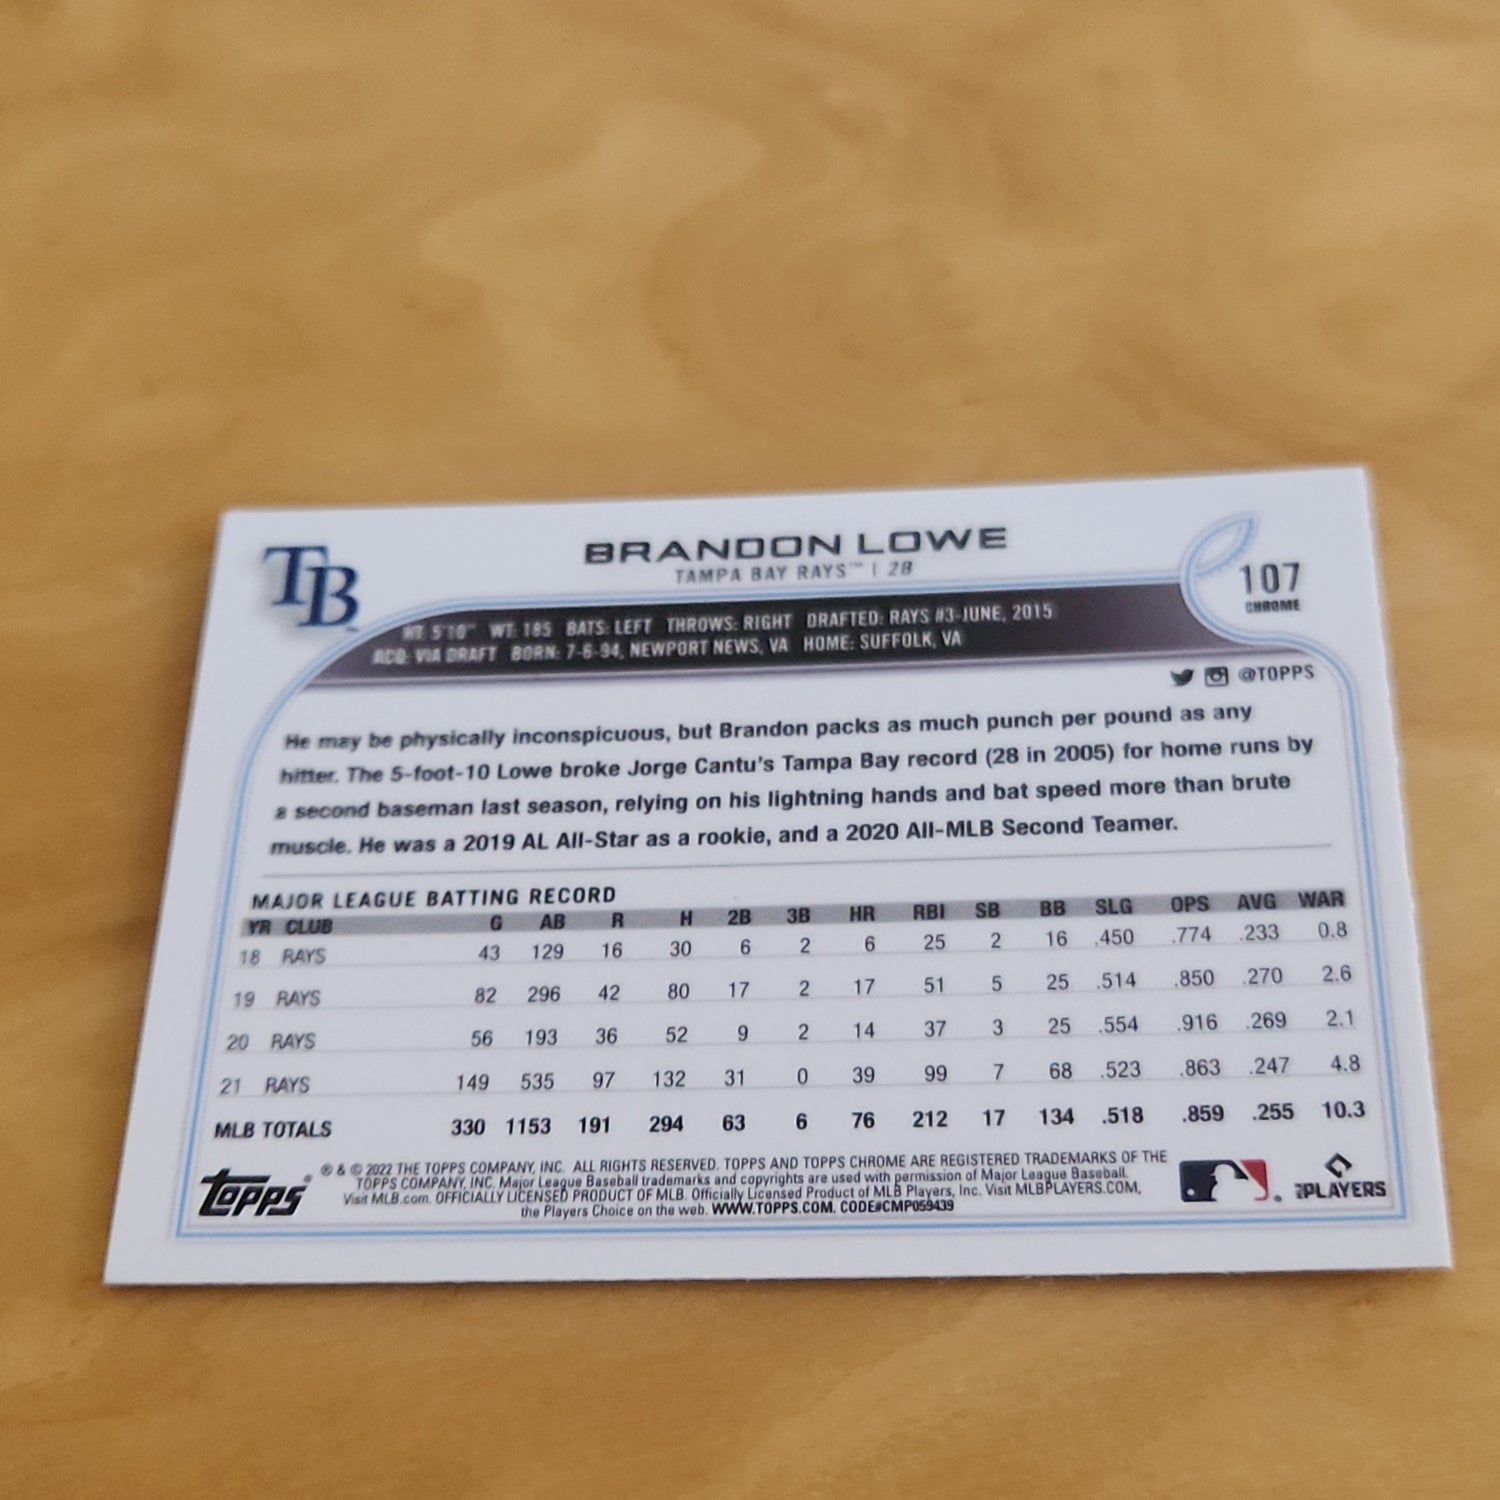 TB
BRANDON LOWE
TAMPA BAY RAYS™ | 2B
107
CHROME
HT: 5'10" WT: 185 BATS: LEFT THROWS: RIGHT DRAFTED: RAYS #3-JUNE, 2015
ACQ: VIA DRAFT BORN: 7-6-94, NEWPORT NEWS, VA HOME: SUFFOLK, VA
@TOPPS
He may be physically inconspicuous, but Brandon packs as much punch per pound as any
hitter. The 5-foot-10 Lowe broke Jorge Cantu's Tampa Bay record (28 in 2005) for home runs by
a second baseman last season, relying on his lightning hands and bat speed more than brute
muscle. He was a 2019 AL All-Star as a rookie, and a 2020 All-MLB Second Teamer.
MAJOR LEAGUE BATTING RECORD
YR CLUB G AB R H 2B 3B HR RBI SB BB SLG OPS AVG WAR
18 RAYS 43 129 16 30 6 2 6 25 2 16 .450 .774 .233 0.8
19 RAYS 82 296 42 80 17 2 17 51 5 25 .514 .850 .270 2.6
20 RAYS 56 193 36 52 9 2 14 37 3 25 .554 .916 .269 2.1
21 RAYS 149 535 97 132 31 0 39 99 7 68 .523 .863 .247 4.8
MLB TOTALS 330 1153 191 294 63 6 76 212 17 134 .518 .859 .255 10.3
topps®
® & © 2022 THE TOPPS COMPANY, INC. ALL RIGHTS RESERVED. TOPPS AND TOPPS CHROME ARE REGISTERED TRADEMARKS OF THE
TOPPS COMPANY, INC. Major League Baseball trademarks and copyrights are used with permission of Major League Baseball.
Visit MLB.com. OFFICIALLY LICENSED PRODUCT OF MLB. Officially Licensed Product of MLB Players, Inc. Visit MLBPLAYERS.COM,
the Players Choice on the web. WWW.TOPPS.COM. CODE#CMP059439
PLAYERS